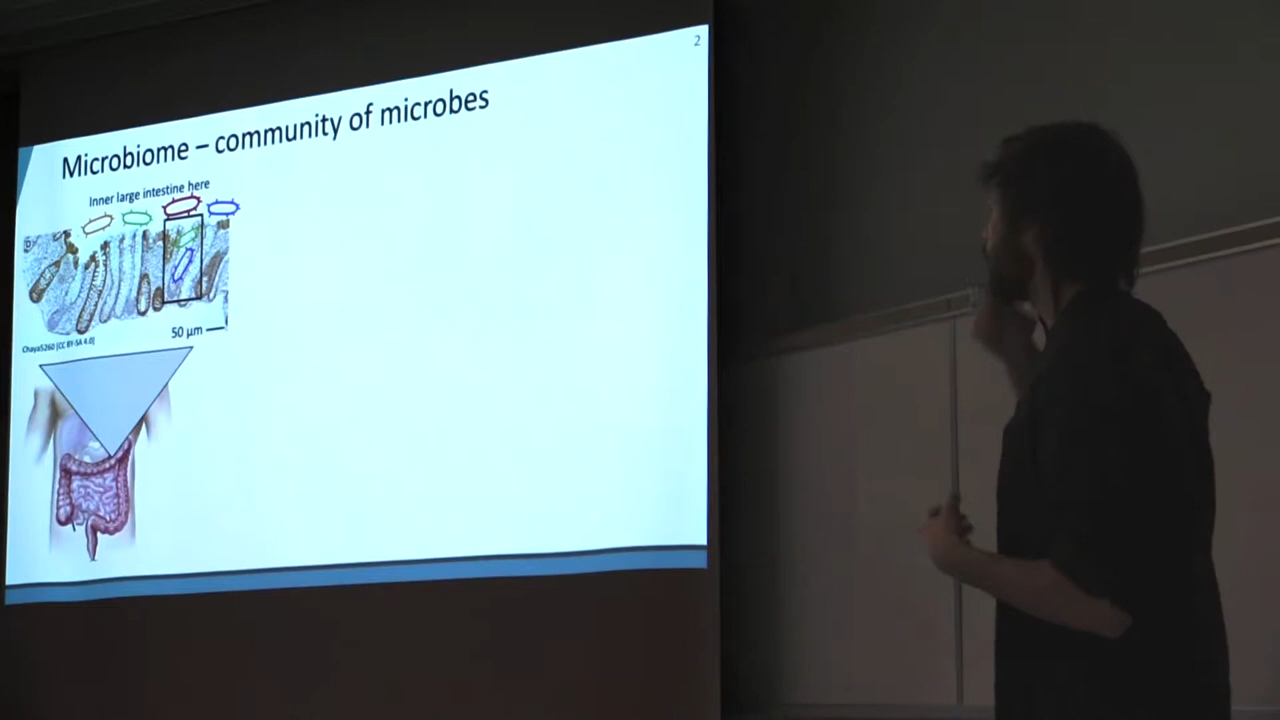 2
Microbiome – community of microbes
Inner large intestine here
50 µm
Chaya5260 [CC BY-SA 4.0]